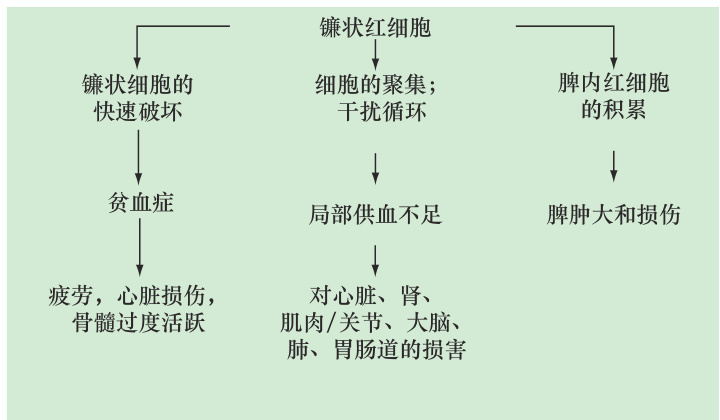 镰状红细胞
镰状细胞的
快速破坏
贫血症
疲劳，心脏损伤，
骨髓过度活跃
细胞的聚集；
干扰循环
局部供血不足
对心脏、肾、
肌肉/关节、大脑、
肺、胃肠道的损害
脾内红细胞
的积累
脾肿大和损伤